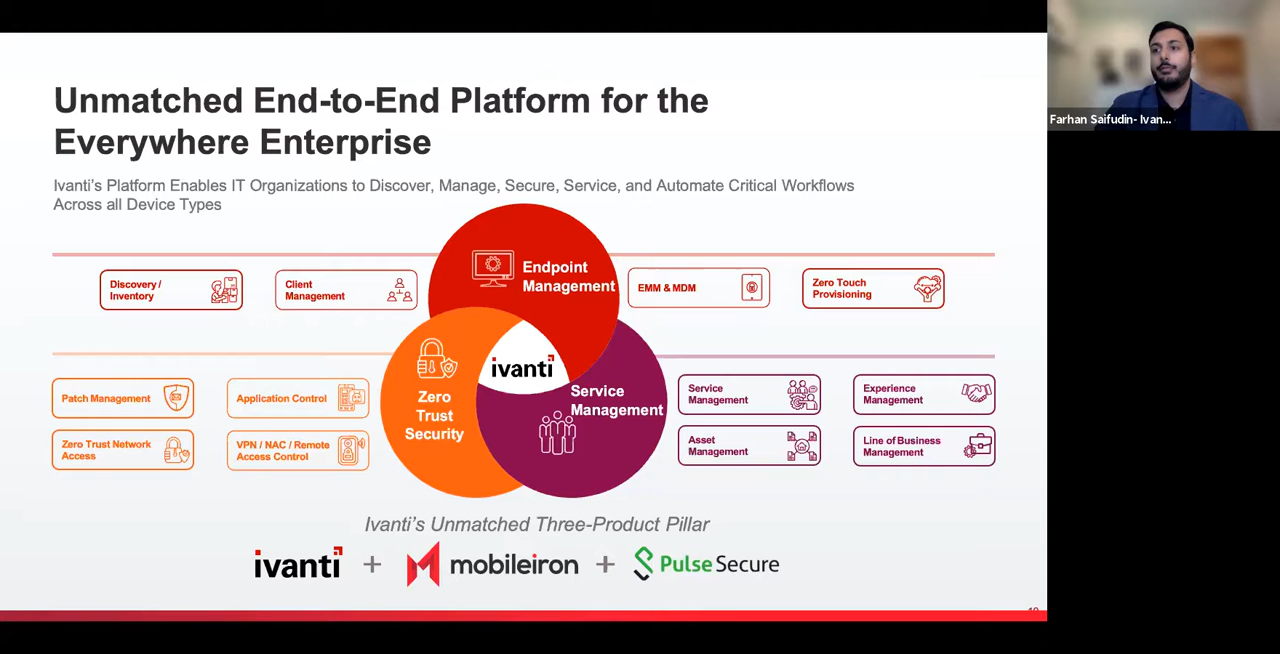 Unmatched End-to-End Platform for the
Everywhere Enterprise
Ivanti's Platform Enables IT Organizations to Discover, Manage, Secure, Service, and Automate Critical Workflows
Across all Device Types
Farhan Saifudin- Ivan...
Endpoint
Management
Discovery /
Inventory
Client
Management
EMM & MDM
Zero Touch
Provisioning
ivanti
Zero
Trust
Security
Service
Management
Patch Management
Application Control
Zero Trust Network
Access
VPN / NAC / Remote
Access Control
Service
Management
Experience
Management
Asset
Management
Line of Business
Management
Ivanti's Unmatched Three-Product Pillar
ivanti + mobileiron + PulseSecure